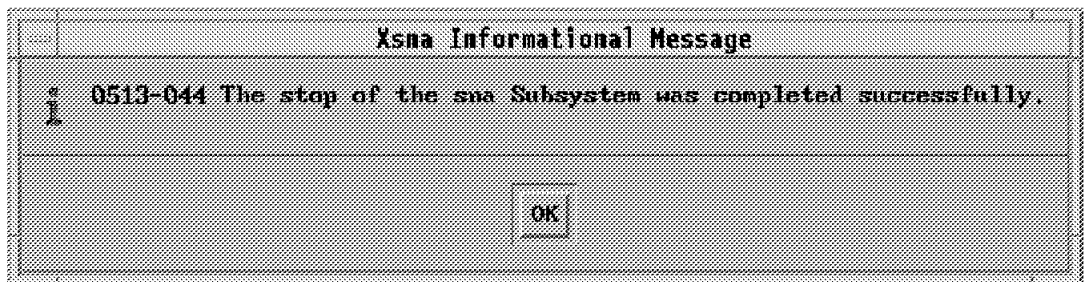 Xsna Informational Message
0513-044 The stop of the sna Subsystem was completed successfully.
OK